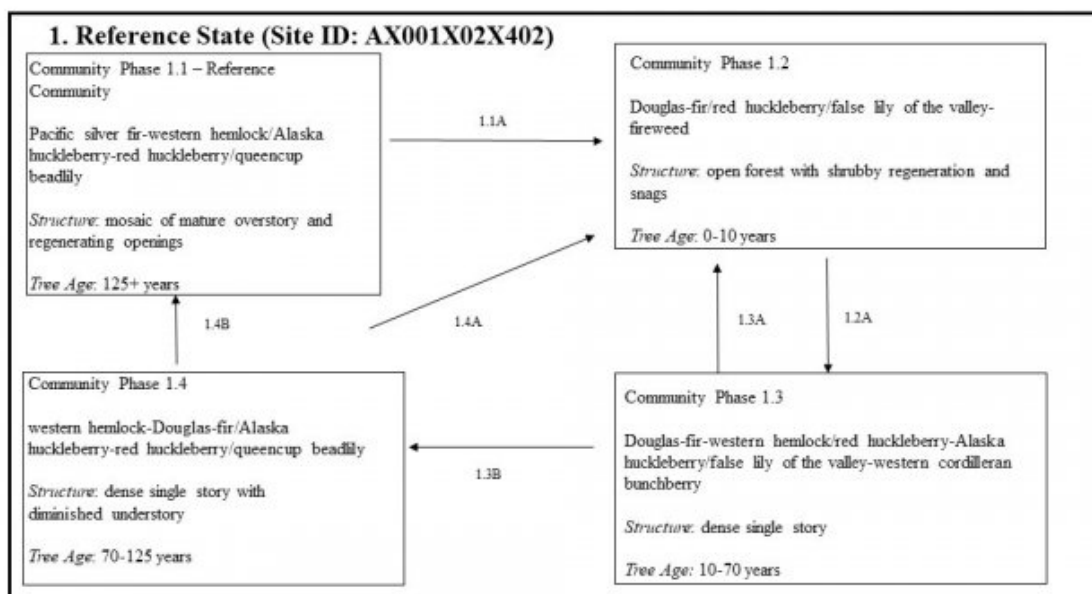 1. Reference State (Site ID: AX001X02X402)
Community Phase 1.1 – Reference
Community
Pacific silver fir-western hemlock/Alaska
huckleberry-red huckleberry/queencup
beadlily
Structure: mosaic of mature overstory and
regenerating openings
Tree Age: 125+ years
1.1A
Community Phase 1.2
Douglas-fir/red huckleberry/false lily of the valley-
fireweed
Structure: open forest with shrubby regeneration and
snags
Tree Age: 0-10 years
1.4B
1.4A
1.3A
1.2A
Community Phase 1.4
western hemlock-Douglas-fir/Alaska
huckleberry-red huckleberry/queencup beadlily
Structure: dense single story with
diminished understory
Tree Age: 70-125 years
1.3B
Community Phase 1.3
Douglas-fir-western hemlock/red huckleberry-Alaska
huckleberry/false lily of the valley-western cordilleran
bunchberry
Structure: dense single story
Tree Age: 10-70 years